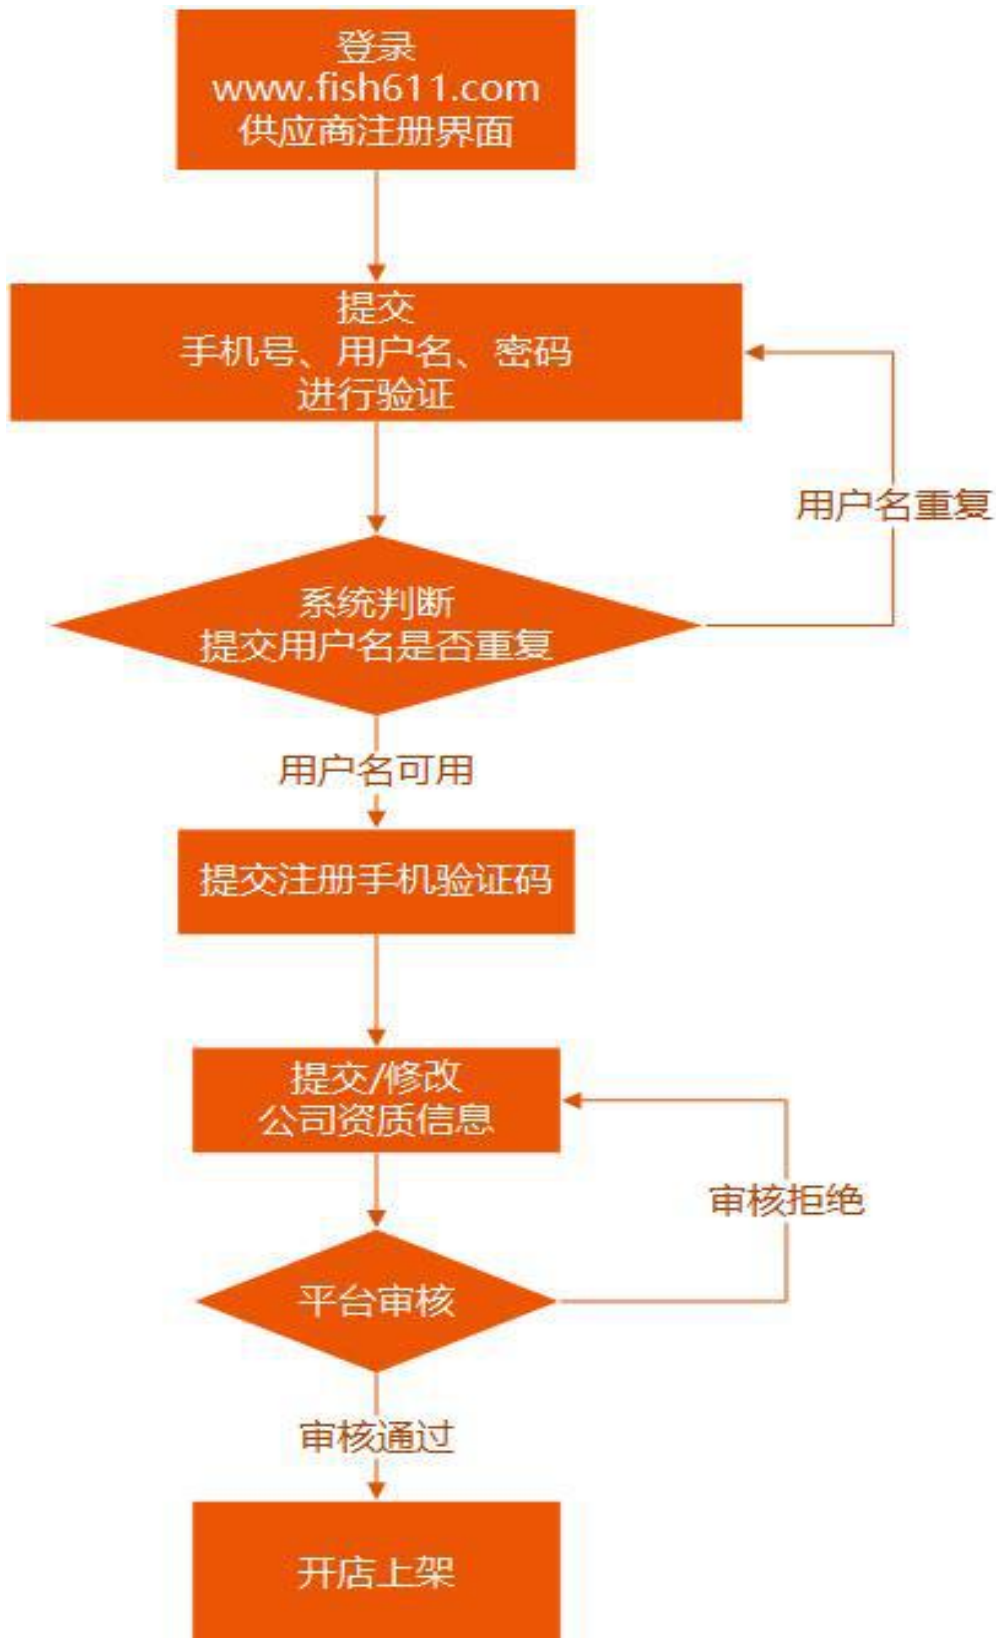 登录
www.fish611.com
供应商注册界面
提交
手机号、用户名、密码
进行验证
用户名重复
系统判断
提交用户名是否重复
用户名可用
提交注册手机验证码
提交/修改
公司资质信息
审核拒绝
平台审核
审核通过
开店上架